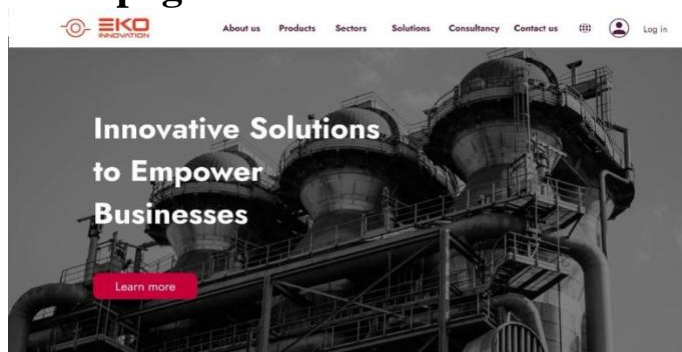 EKO
INNOVATION
About us Products Sectors Solutions Consultancy Contact us Log in
Innovative Solutions
to Empower
Businesses
Learn more